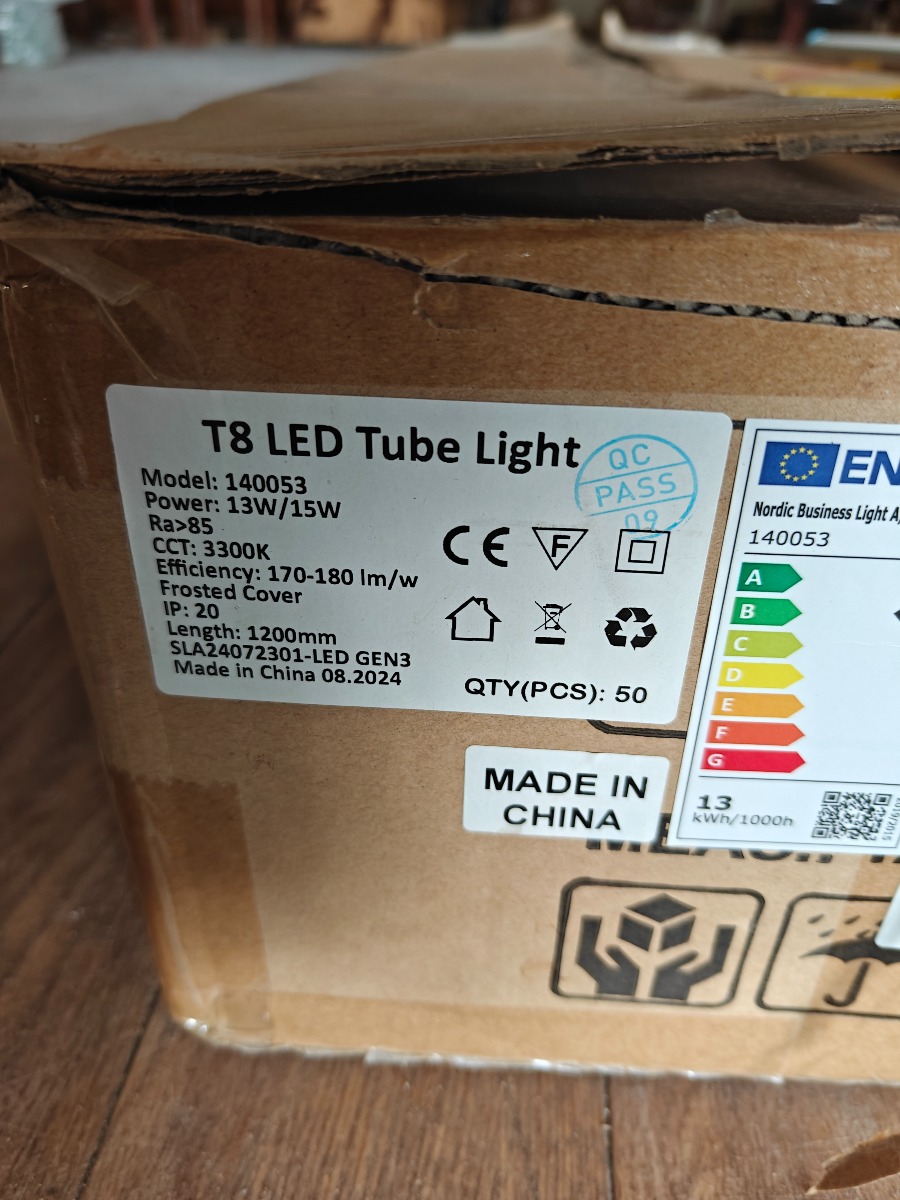 T8 LED Tube Light
Model: 140053
Power: 13W/15W
Ra>85
CCT: 3300K
Efficiency: 170-180 lm/w
Frosted Cover
IP: 20
Length: 1200mm
SLA24072301-LED GEN3
Made in China 08.2024
QC
PASS
09
CE
F
QTY(PCS): 50
MADE IN
CHINA
EN
Nordic Business Light A
140053
A
B
C
D
E
F
G
13
kWh/1000h